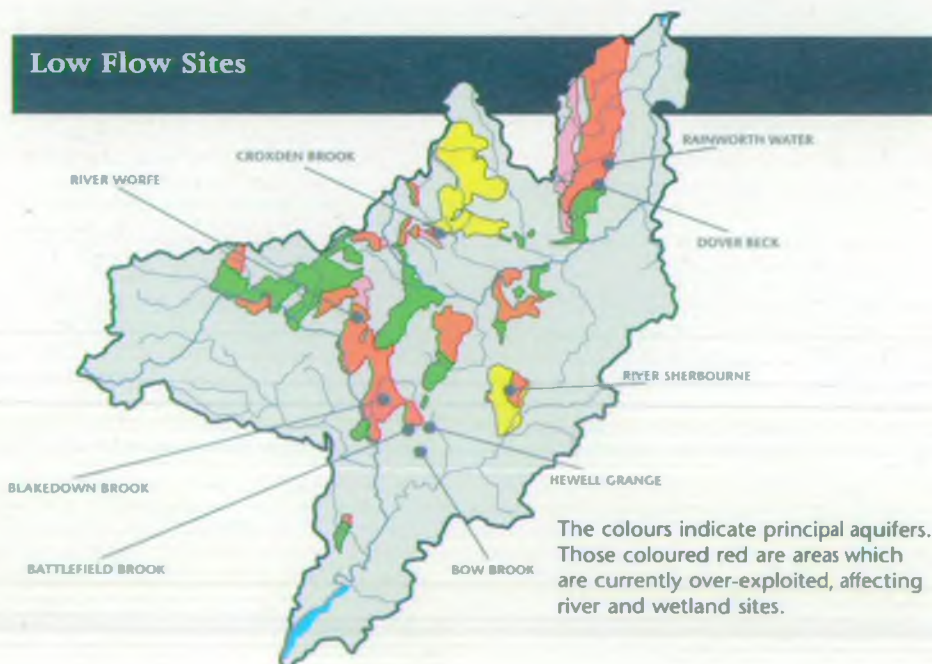 Low Flow Sites
RAINWORTH WATER
CROXDEN BROOK
RIVER WORFE
DOVER BECK
RIVER SHERBOURNE
BLAKEDOWN BROOK
HEWELL GRANGE
BATTLEFIELD BROOK
BOW BROOK
The colours indicate principal aquifers.
Those coloured red are areas which
are currently over-exploited, affecting
river and wetland sites.